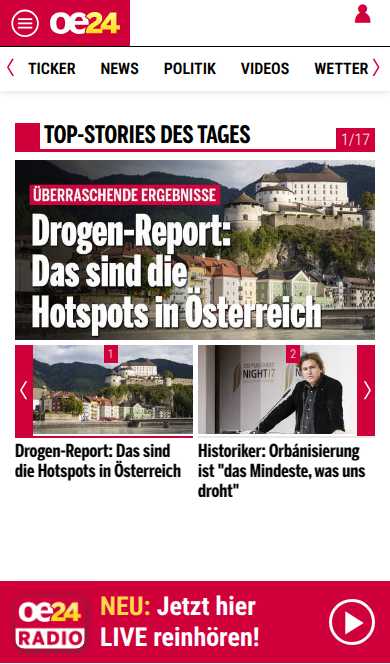 oe24
TICKER NEWS POLITIK VIDEOS WETTER
TOP-STORIES DES TAGES
1/17
ÜBERRASCHENDE ERGEBNISSE
Drogen-Report:
Das sind die
Hotspots in Österreich
1
2
NIGHT17
Drogen-Report: Das sind
die Hotspots in Österreich
Historiker: Orbánisierung
ist "das Mindeste, was uns
droht"
oe24
RADIO
NEU: Jetzt hier
LIVE reinhören!